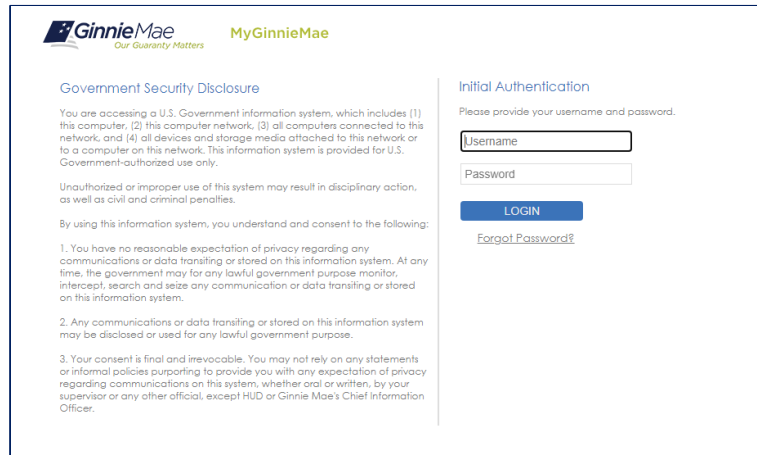 GinnieMae
Our Guaranty Matters
MyGinnieMae
Government Security Disclosure
You are accessing a U.S. Government information system, which includes (1)
this computer, (2) this computer network, (3) all computers connected to this
network, and (4) all devices and storage media attached to this network or
to a computer on this network. This information system is provided for U.S.
Government-authorized use only.
Unauthorized or improper use of this system may result in disciplinary action,
as well as civil and criminal penalties.
By using this information system, you understand and consent to the following:
1. You have no reasonable expectation of privacy regarding any
communications or data transiting or stored on this information system. At any
time, the government may for any lawful government purpose monitor,
intercept, search and seize any communication or data transiting or stored
on this information system.
2. Any communications or data transiting or stored on this information system
may be disclosed or used for any lawful government purpose.
3. Your consent is final and irrevocable. You may not rely on any statements
or informal policies purporting to provide you with any expectation of privacy
regarding communications on this system, whether oral or written, by your
supervisor or any other official, except HUD or Ginnie Mae's Chief Information
Officer.
Initial Authentication
Please provide your username and password.
Username
Password
LOGIN
Forgot Password?